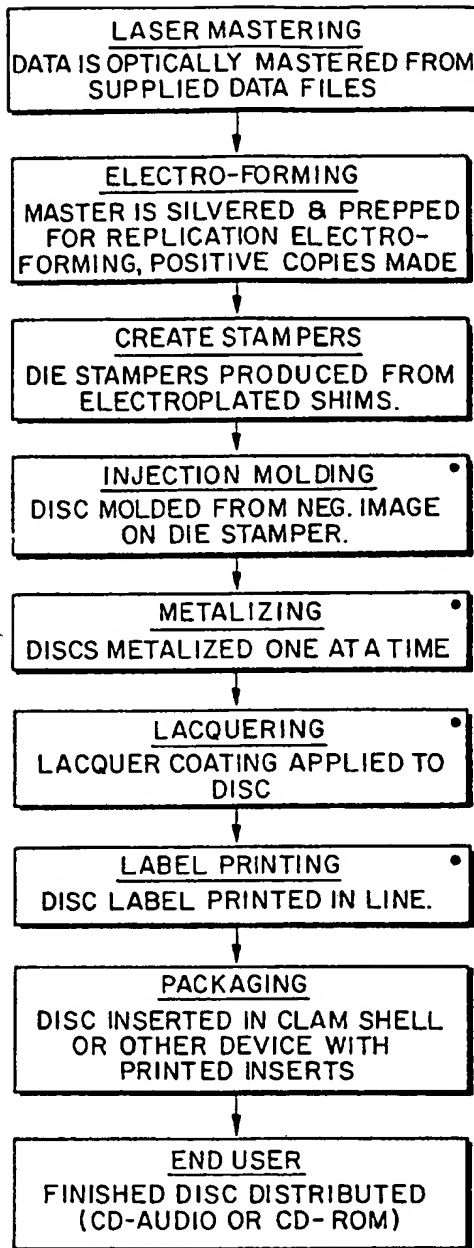 LASER MASTERING
DATA IS OPTICALLY MASTERED FROM
SUPPLIED DATA FILES
ELECTRO-FORMING
MASTER IS SILVERED & PREPPED
FOR REPLICATION ELECTRO-
FORMING, POSITIVE COPIES MADE
CREATE STAMPERS
DIE STAMPERS PRODUCED FROM
ELECTROPLATED SHIMS.
INJECTION MOLDING
DISC MOLDED FROM NEG. IMAGE
ON DIE STAMPER.
METALIZING
DISCS METALIZED ONE AT A TIME
LACQUERING
LACQUER COATING APPLIED TO
DISC
LABEL PRINTING
DISC LABEL PRINTED IN LINE.
PACKAGING
DISC INSERTED IN CLAM SHELL
OR OTHER DEVICE WITH
PRINTED INSERTS
END USER
FINISHED DISC DISTRIBUTED
(CD-AUDIO OR CD-ROM)